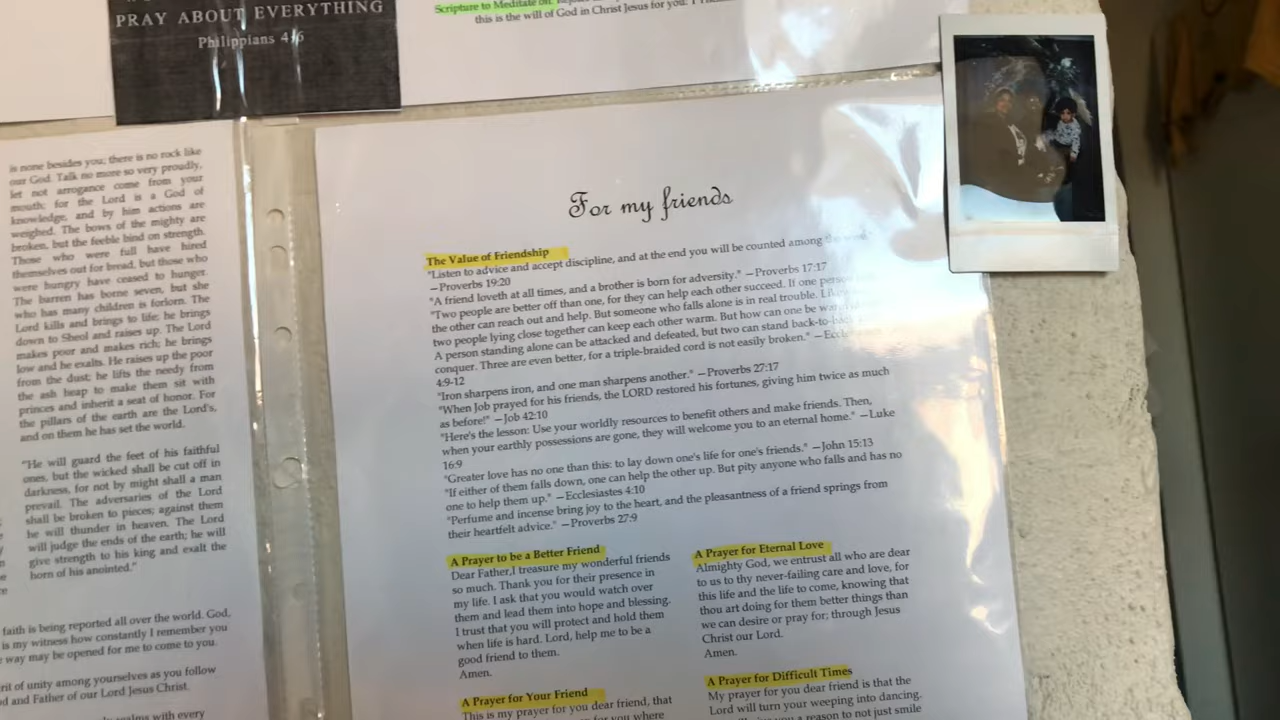 PRAY ABOUT EVERYTHING
Philippians 4:6
Scripture to Meditate on:
this is the will of God in Christ Jesus for you.
is none besides you; there is no rock like
our God. Talk no more so very proudly,
let not arrogance come from your
mouth; for the Lord is a God of
knowledge, and by him actions are
weighed. The bows of the mighty are
broken, but the feeble bind on strength.
Those who were full have hired
themselves out for bread, but those who
were hungry have ceased to hunger.
The barren has borne seven, but she
who has many children is forlorn. The
Lord kills and brings to life; he brings
down to Sheol and raises up. The Lord
makes poor and makes rich; he brings
low and he exalts. He raises up the poor
from the dust; he lifts the needy from
the ash heap to make them sit with
princes and inherit a seat of honor. For
the pillars of the earth are the Lord's,
and on them he has set the world.
"He will guard the feet of his faithful
ones, but the wicked shall be cut off in
darkness, for not by might shall a man
prevail. The adversaries of the Lord
shall be broken to pieces; against them
he will thunder in heaven. The Lord
will judge the ends of the earth; he will
give strength to his king and exalt the
horn of his anointed."
faith is being reported all over the world. God,
is my witness how constantly I remember you
way may be opened for me to come to you.
rit of unity among yourselves as you follow
d and Father of our Lord Jesus Christ.
with every
For my friends
The Value of Friendship
"Listen to advice and accept discipline, and at the end you will be counted among the
—Proverbs 19:20
"A friend loveth at all times, and a brother is born for adversity." —Proverbs 17:17
"Two people are better off than one, for they can help each other succeed. If one
the other can reach out and help. But someone who falls alone is in real trouble.
two people lying close together can keep each other warm. But how can one be
A person standing alone can be attacked and defeated, but two can stand back-to-
conquer. Three are even better, for a triple-braided cord is not easily broken."
4:9-12
"Iron sharpens iron, and one man sharpens another." —Proverbs 27:17
"When Job prayed for his friends, the LORD restored his fortunes, giving him twice as much
as before!" —Job 42:10
"Here's the lesson: Use your worldly resources to benefit others and make friends. Then,
when your earthly possessions are gone, they will welcome you to an eternal home." —Luke
16:9
"Greater love has no one than this: to lay down one's life for one's friends." —John 15:13
"If either of them falls down, one can help the other up. But pity anyone who falls and has no
one to help them up." —Ecclesiastes 4:10
"Perfume and incense bring joy to the heart, and the pleasantness of a friend springs from
their heartfelt advice." —Proverbs 27:9
A Prayer to be a Better Friend
Dear Father,I treasure my wonderful friends
so much. Thank you for their presence in
my life. I ask that you would watch over
them and lead them into hope and blessing.
I trust that you will protect and hold them
when life is hard. Lord, help me to be a
good friend to them.
Amen.
A Prayer for Your Friend
This is my prayer for you dear friend, that
for you where
A Prayer for Eternal Love
Almighty God, we entrust all who are dear
to us to thy never-failing care and love, for
this life and the life to come, knowing that
thou art doing for them better things than
we can desire or pray for; through Jesus
Christ our Lord.
Amen.
A Prayer for Difficult Times
My prayer for you dear friend is that the
Lord will turn your weeping into dancing.
you a reason to not just smile